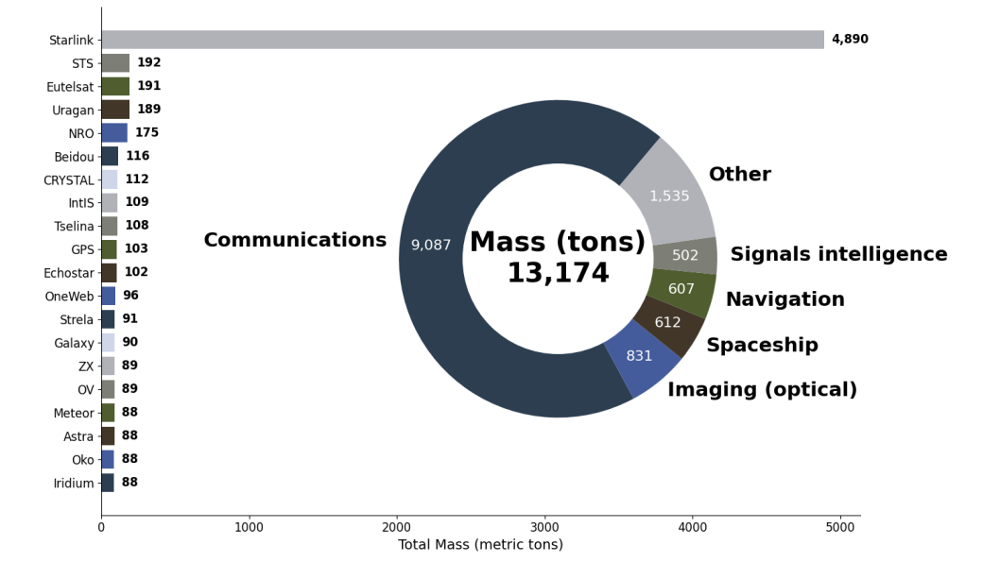 Starlink 4,890
STS 192
Eutelsat 191
Uragan 189
NRO 175
Beidou 116
CRYSTAL 112
IntlS 109
Tselina 108
GPS 103
Echostar 102
OneWeb 96
Strela 91
Galaxy 90
ZX 89
OV 89
Meteor 88
Astra 88
Oko 88
Iridium 88
0 1000 2000 3000 4000 5000
Total Mass (metric tons)
Communications
9,087
Mass (tons)
13,174
Other
1,535
Signals intelligence
502
Navigation
607
Spaceship
612
Imaging (optical)
831